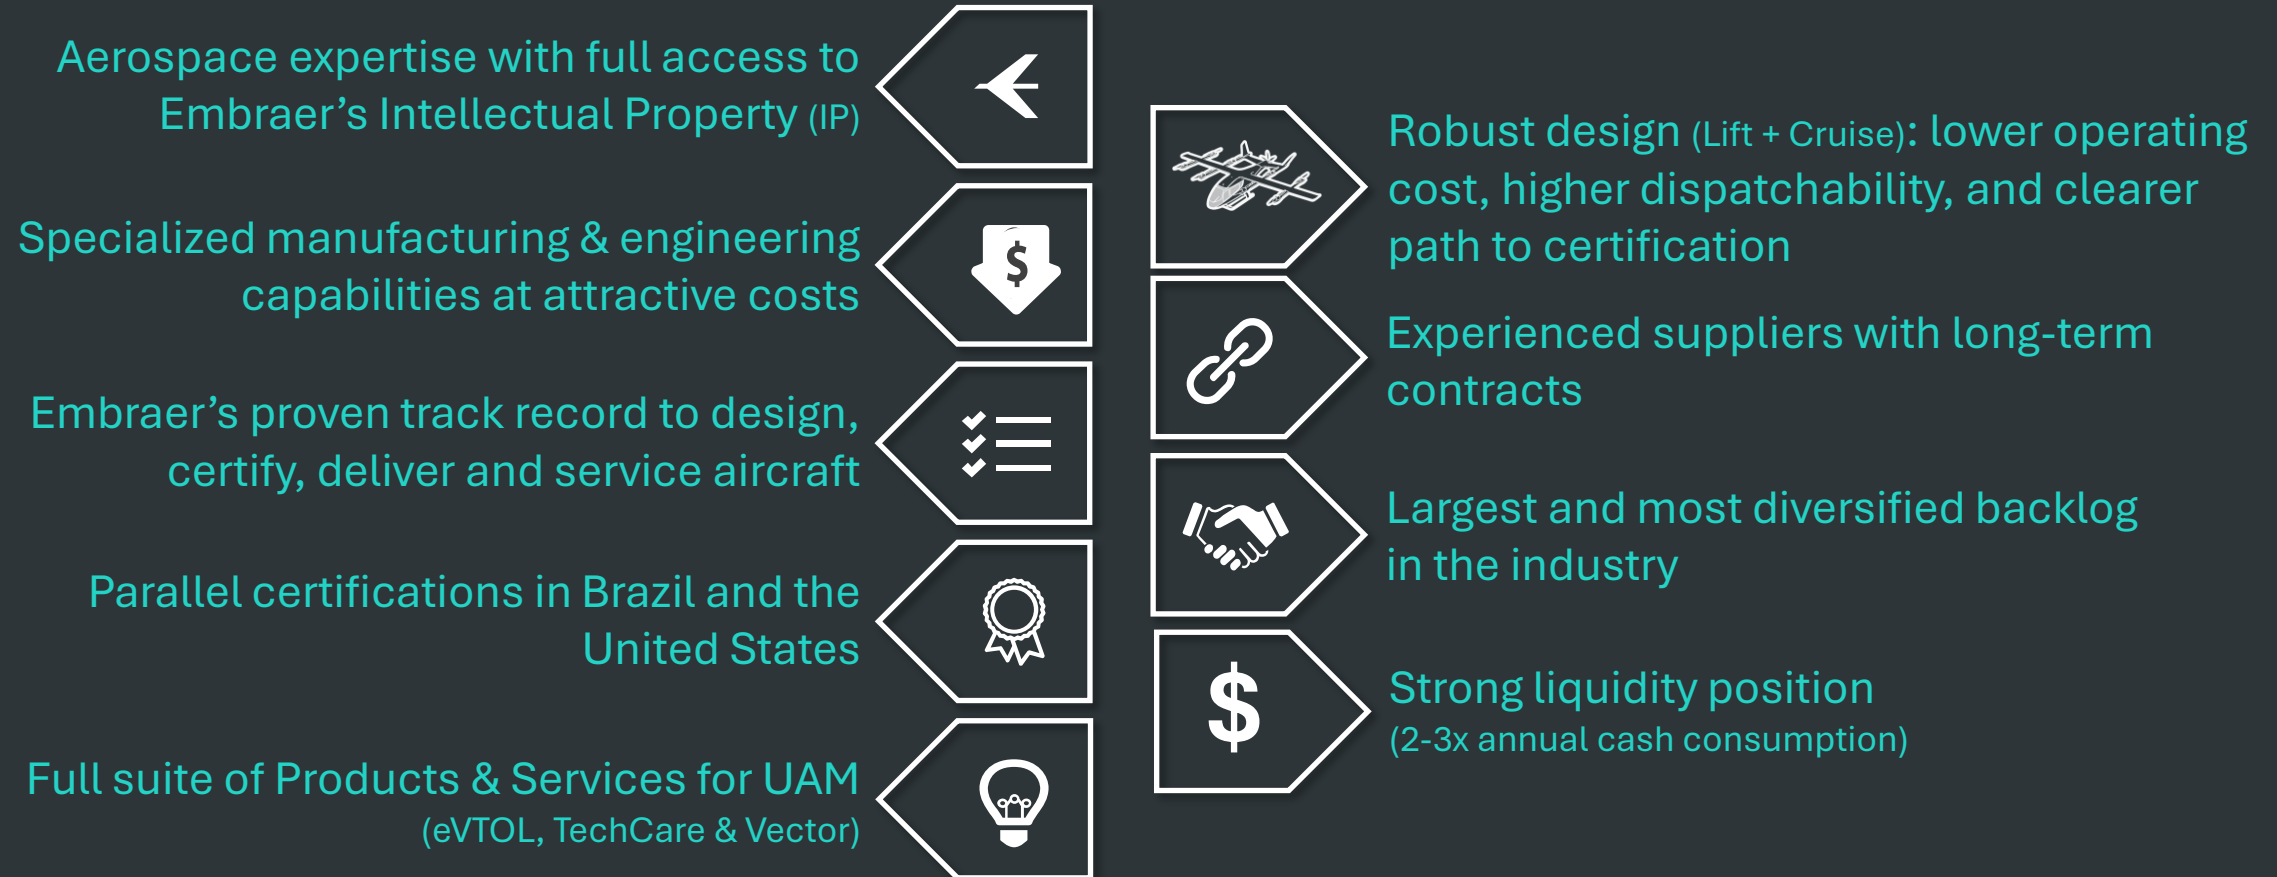 Aerospace expertise with full access to
Embraer’s Intellectual Property (IP)
Specialized manufacturing & engineering
capabilities at attractive costs
Embraer’s proven track record to design,
certify, deliver and service aircraft
Parallel certifications in Brazil and the
United States
Full suite of Products & Services for UAM
(eVTOL, TechCare & Vector)
Robust design (Lift + Cruise): lower operating
cost, higher dispatchability, and clearer
path to certification
Experienced suppliers with long-term
contracts
Largest and most diversified backlog
in the industry
Strong liquidity position
(2-3x annual cash consumption)